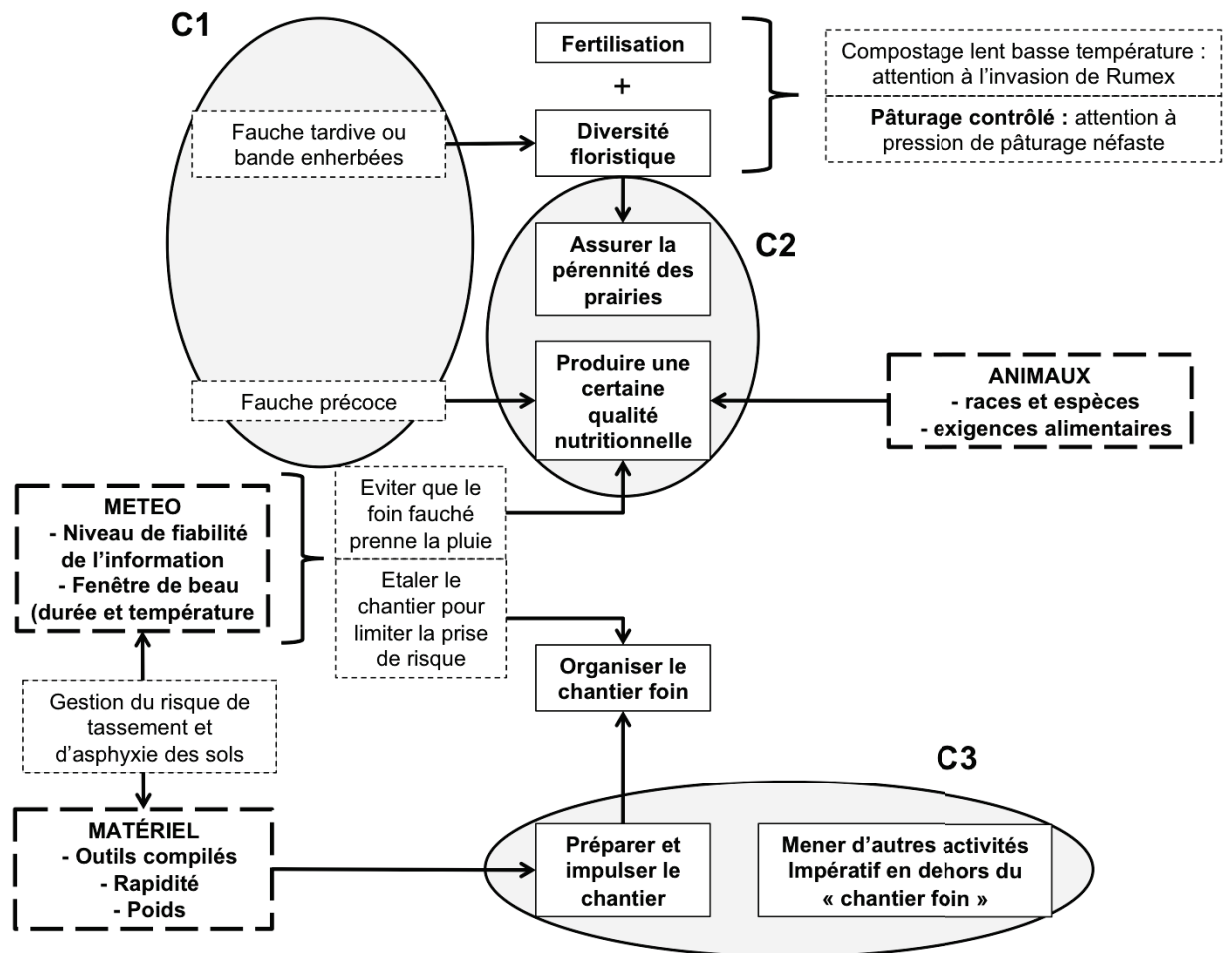 C1
Fertilisation
+
Diversité
floristique
Compostage lent basse température :
attention à l'invasion de Rumex
Pâturage contrôlé : attention à
pression de pâturage néfaste
Fauche tardive ou
bande enherbées
C2
Assurer la
pérennité des
prairies
Produire une
certaine
qualité
nutritionnelle
Fauche précoce
ANIMAUX
- races et espèces
- exigences alimentaires
METEO
- Niveau de fiabilité
de l'information
- Fenêtre de beau
(durée et température
Eviter que le
foin fauché
prenne la pluie
Etaler le
chantier pour
limiter la prise
de risque
Organiser le
chantier foin
Gestion du risque de
tassement et
d'asphyxie des sols
C3
MATÉRIEL
- Outils compilés
- Rapidité
- Poids
Préparer et
impulser le
chantier
Mener d'autres activités
Impératif en dehors du
« chantier foin »